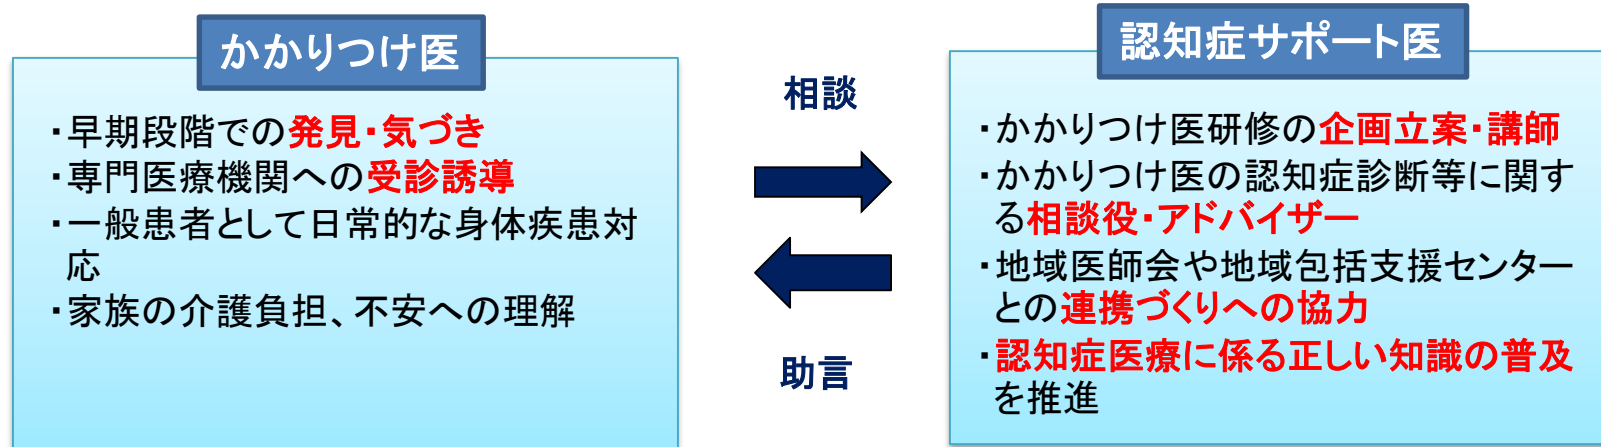 かかりつけ医
・早期段階での発見・気づき
・専門医療機関への受診誘導
・一般患者として日常的な身体疾患対
応
・家族の介護負担、不安への理解
相談
助言
認知症サポート医
・かかりつけ医研修の企画立案・講師
・かかりつけ医の認知症診断等に関す
る相談役・アドバイザー
・地域医師会や地域包括支援センター
との連携づくりへの協力
・認知症医療に係る正しい知識の普及
を推進